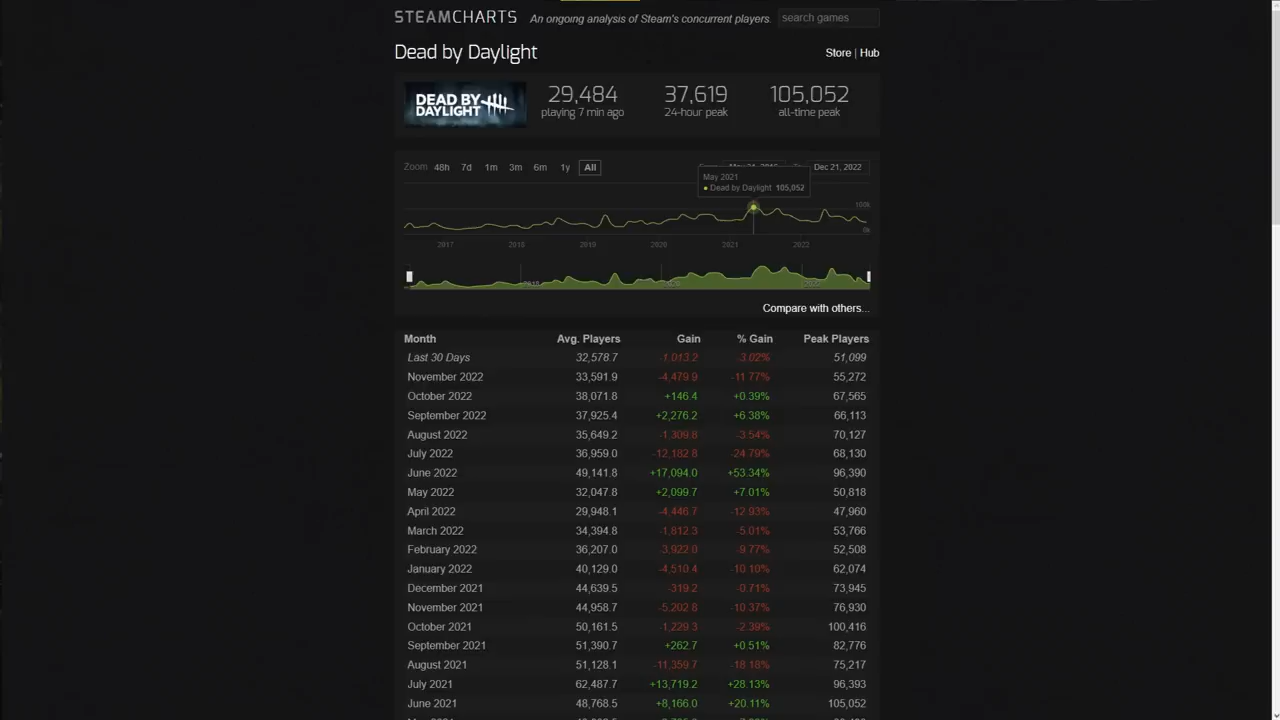 STEAMCHARTS An ongoing analysis of Steam's concurrent players. search games
Dead by Daylight Store | Hub
DEAD BY DAYLIGHT
29,484 37,619 105,052
playing 7 min ago 24-hour peak all-time peak
Zoom 48h 7d 1m 3m 6m 1y All Dec 21, 2022
May 2021
Dead by Daylight 105,052
100k
0k
2017 2018 2019 2020 2021 2022
Compare with others...
Month Avg. Players Gain % Gain Peak Players
Last 30 Days 32,578.7 -1,013.2 -3.02% 51,099
November 2022 33,591.9 -4,479.9 -11.77% 55,272
October 2022 38,071.8 +146.4 +0.39% 67,565
September 2022 37,925.4 +2,276.2 +6.38% 66,113
August 2022 35,649.2 -1,309.8 -3.54% 70,127
July 2022 36,959.0 -12,182.8 -24.79% 68,130
June 2022 49,141.8 +17,094.0 +53.34% 96,390
May 2022 32,047.8 +2,099.7 +7.01% 50,818
April 2022 29,948.1 -4,446.7 -12.93% 47,960
March 2022 34,394.8 -1,812.3 -5.01% 53,766
February 2022 36,207.0 -3,922.0 -9.77% 52,508
January 2022 40,129.0 -4,510.4 -10.10% 62,074
December 2021 44,639.5 -319.2 -0.71% 73,945
November 2021 44,958.7 -5,202.8 -10.37% 76,930
October 2021 50,161.5 -1,229.3 -2.39% 100,416
September 2021 51,390.7 +262.7 +0.51% 82,776
August 2021 51,128.1 -11,359.7 -18.18% 75,217
July 2021 62,487.7 +13,719.2 +28.13% 96,393
June 2021 48,768.5 +8,166.0 +20.11% 105,052